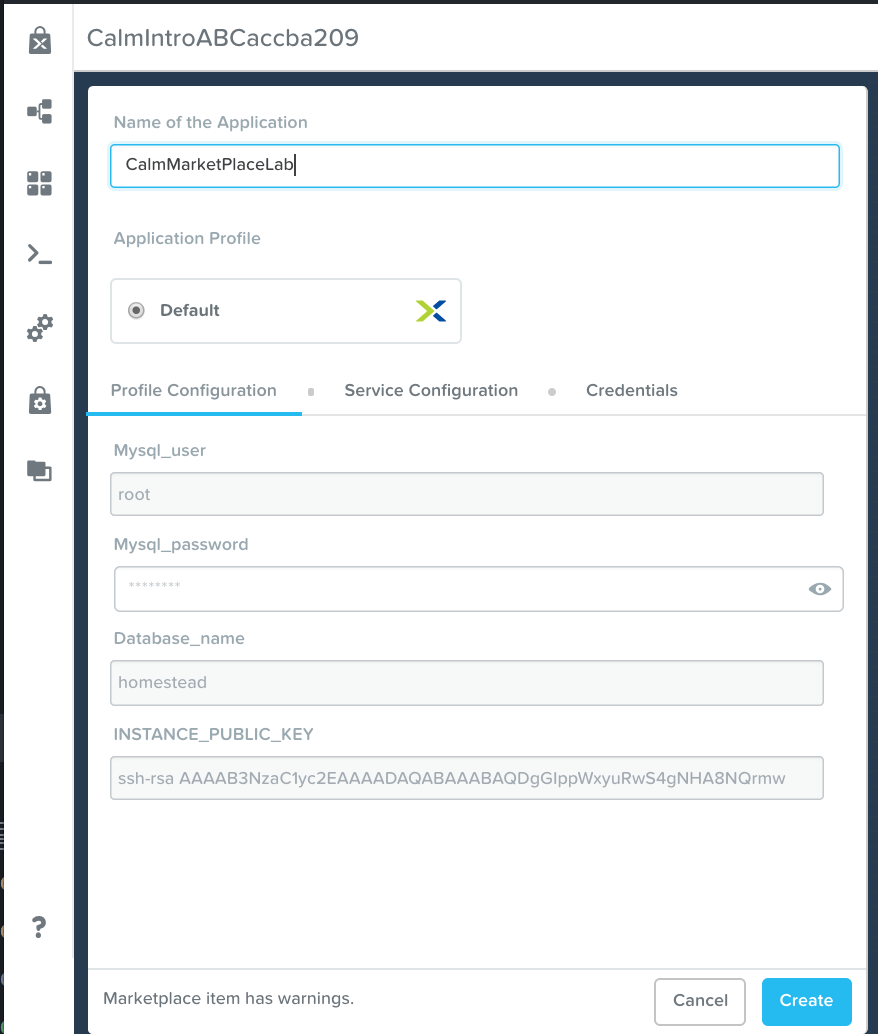 CalmIntroABCaccba209
Name of the Application
CalmMarketPlaceLab
Application Profile
Default
Profile Configuration Service Configuration Credentials
Mysql_user
root
Mysql_password
********
Database_name
homestead
INSTANCE_PUBLIC_KEY
ssh-rsa AAAAB3NzaC1yc2EAAAADAQABAAABAQDgGIppWxyuRwS4gNHA8NQrmw
?
Marketplace item has warnings.
Cancel Create